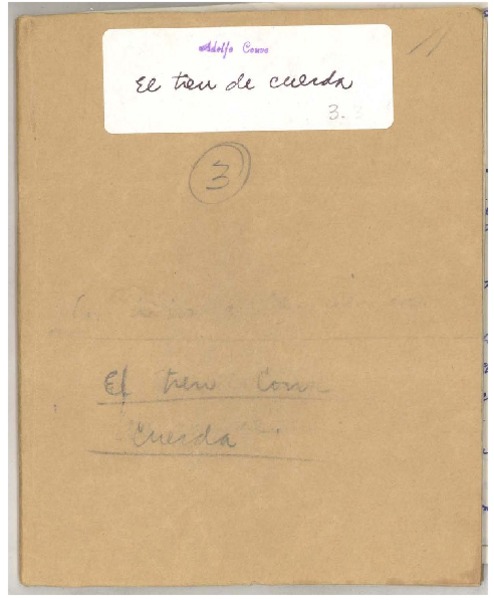 Adolfo Couve
El tren de cuerda
3.
3
El tren con
cuerda